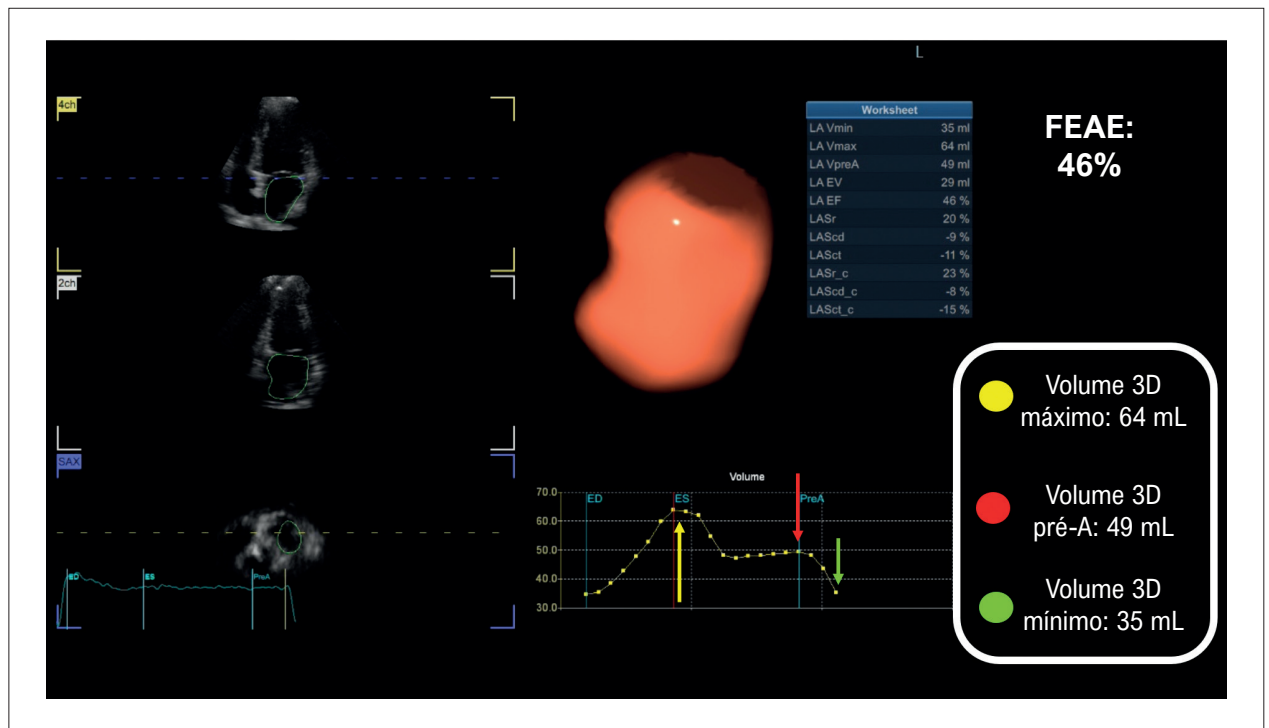 L
4ch
2ch
SAX
ED
ES
PreA
Worksheet
LA Vmin 35 ml
LA Vmax 64 ml
LA VpreA 49 ml
LA EV 29 ml
LA EF 46 %
LASr 20 %
LAScd -9 %
LASct -11 %
LASr_c 23 %
LAScd_c -8 %
LASct_c -15 %
FEAE:
46%
Volume
ED
ES
PreA
70.0
60.0
50.0
40.0
30.0
Volume 3D
máximo: 64 mL
Volume 3D
pré-A: 49 mL
Volume 3D
mínimo: 35 mL